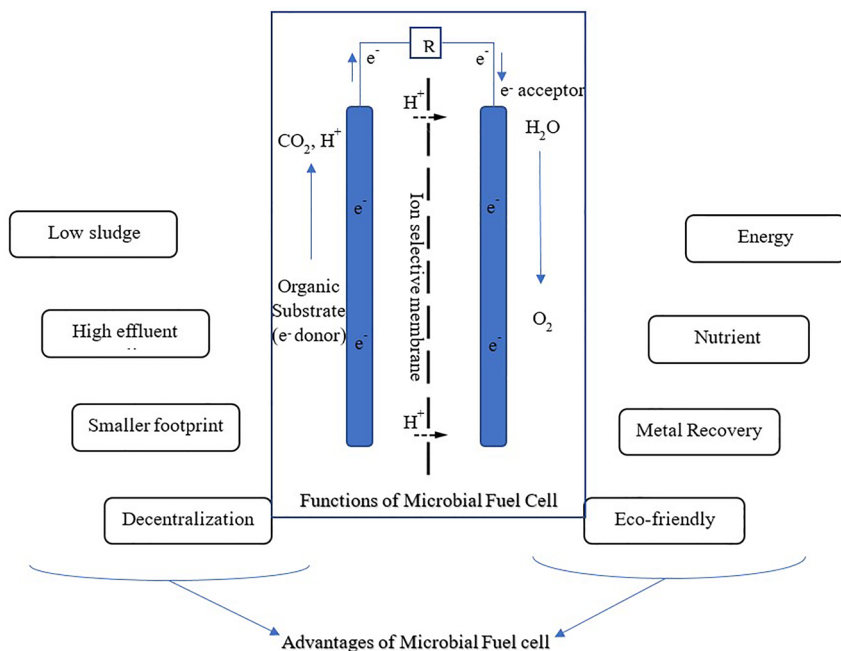 R
e⁻
e⁻
e⁻ acceptor
H⁺
H₂O
CO₂, H⁺
Ion selective membrane
e⁻
e⁻
Low sludge
Energy
Organic
Substrate
(e⁻ donor)
O₂
High effluent
Nutrient
e⁻
e⁻
Smaller footprint
H⁺
Metal Recovery
Functions of Microbial Fuel Cell
Decentralization
Eco-friendly
Advantages of Microbial Fuel cell